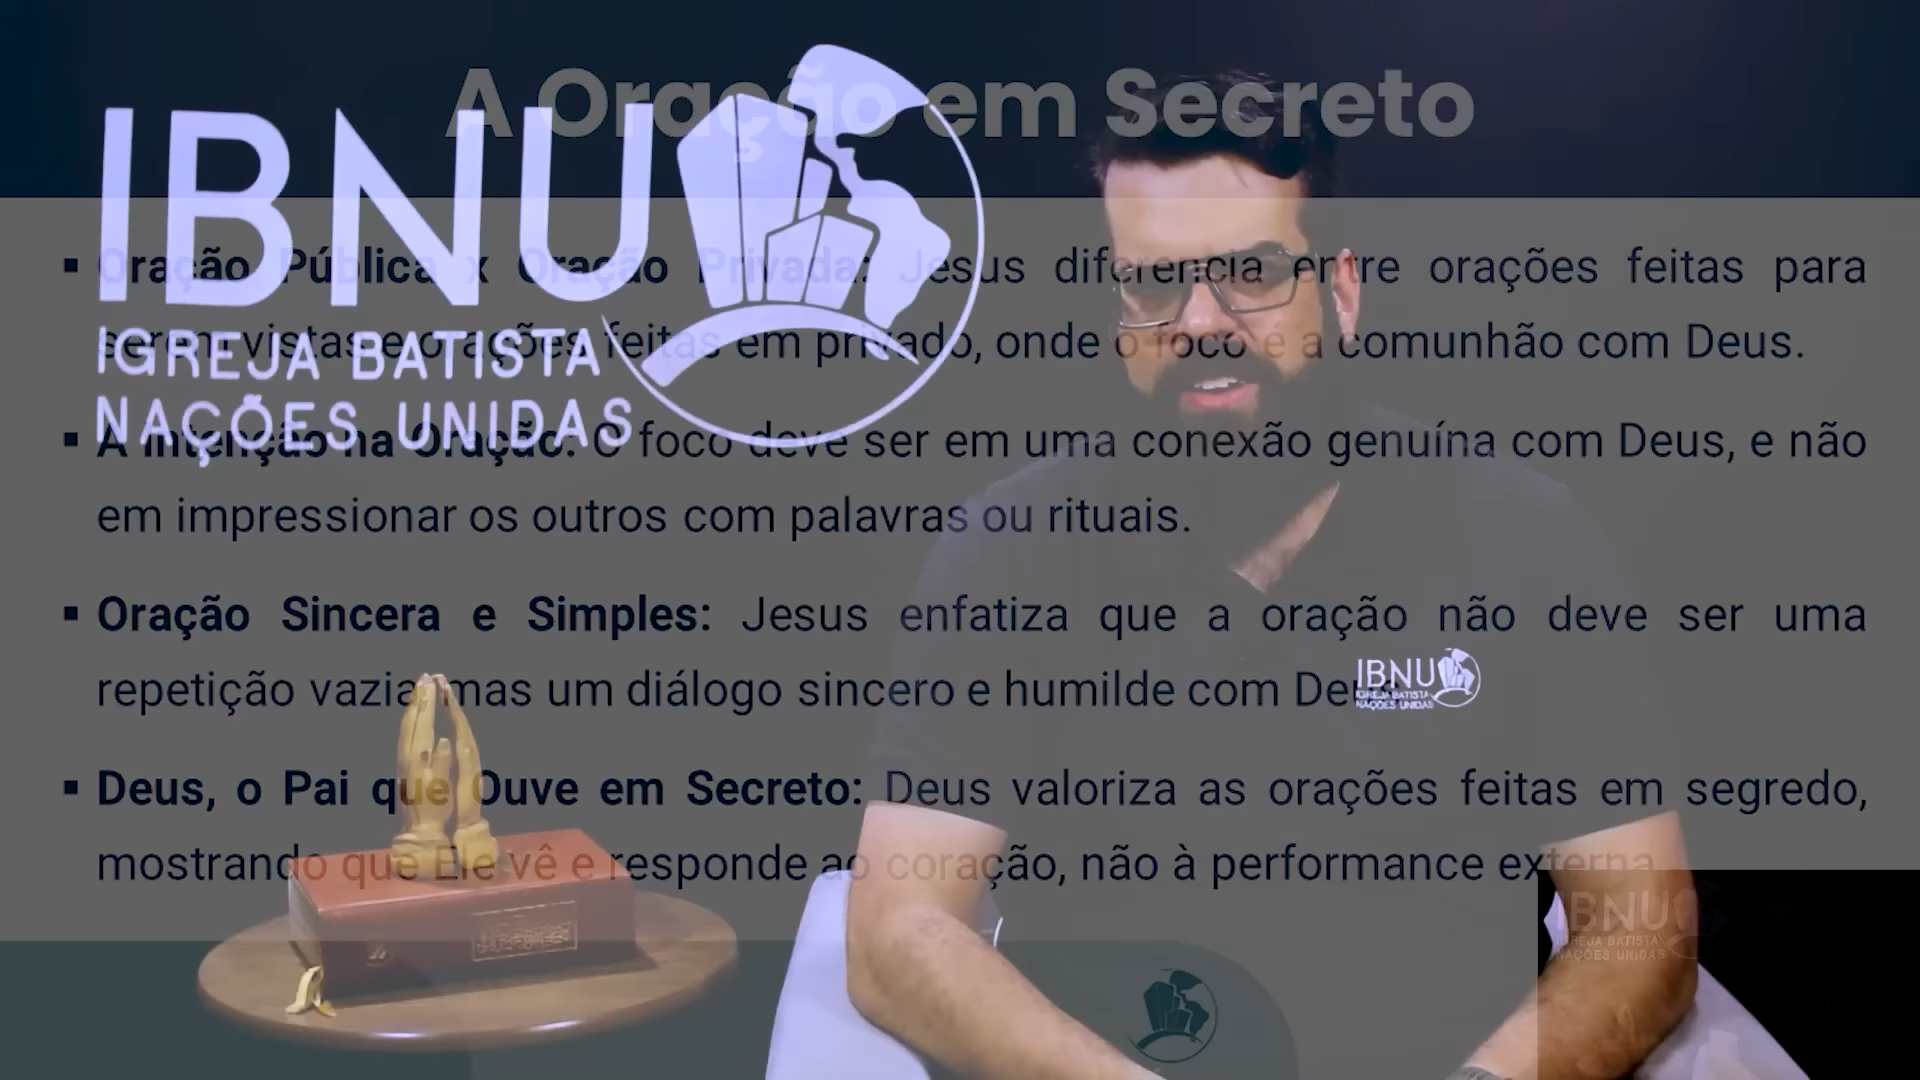 A Oração em Secreto
IBNU
IGREJA BATISTA
NAÇÕES UNIDAS
▪ Oração Pública x Oração Privada: Jesus diferencia entre orações feitas para
serem vistas e orações feitas em privado, onde o foco é a comunhão com Deus.
▪ A Intenção na Oração: O foco deve ser em uma conexão genuína com Deus, e não
em impressionar os outros com palavras ou rituais.
▪ Oração Sincera e Simples: Jesus enfatiza que a oração não deve ser uma
repetição vazia, mas um diálogo sincero e humilde com Deus.
IBNU
IGREJA BATISTA
NAÇÕES UNIDAS
▪ Deus, o Pai que Ouve em Secreto: Deus valoriza as orações feitas em segredo,
mostrando que Ele vê e responde ao coração, não à performance externa.
IBNU
IGREJA BATISTA
NAÇÕES UNIDAS